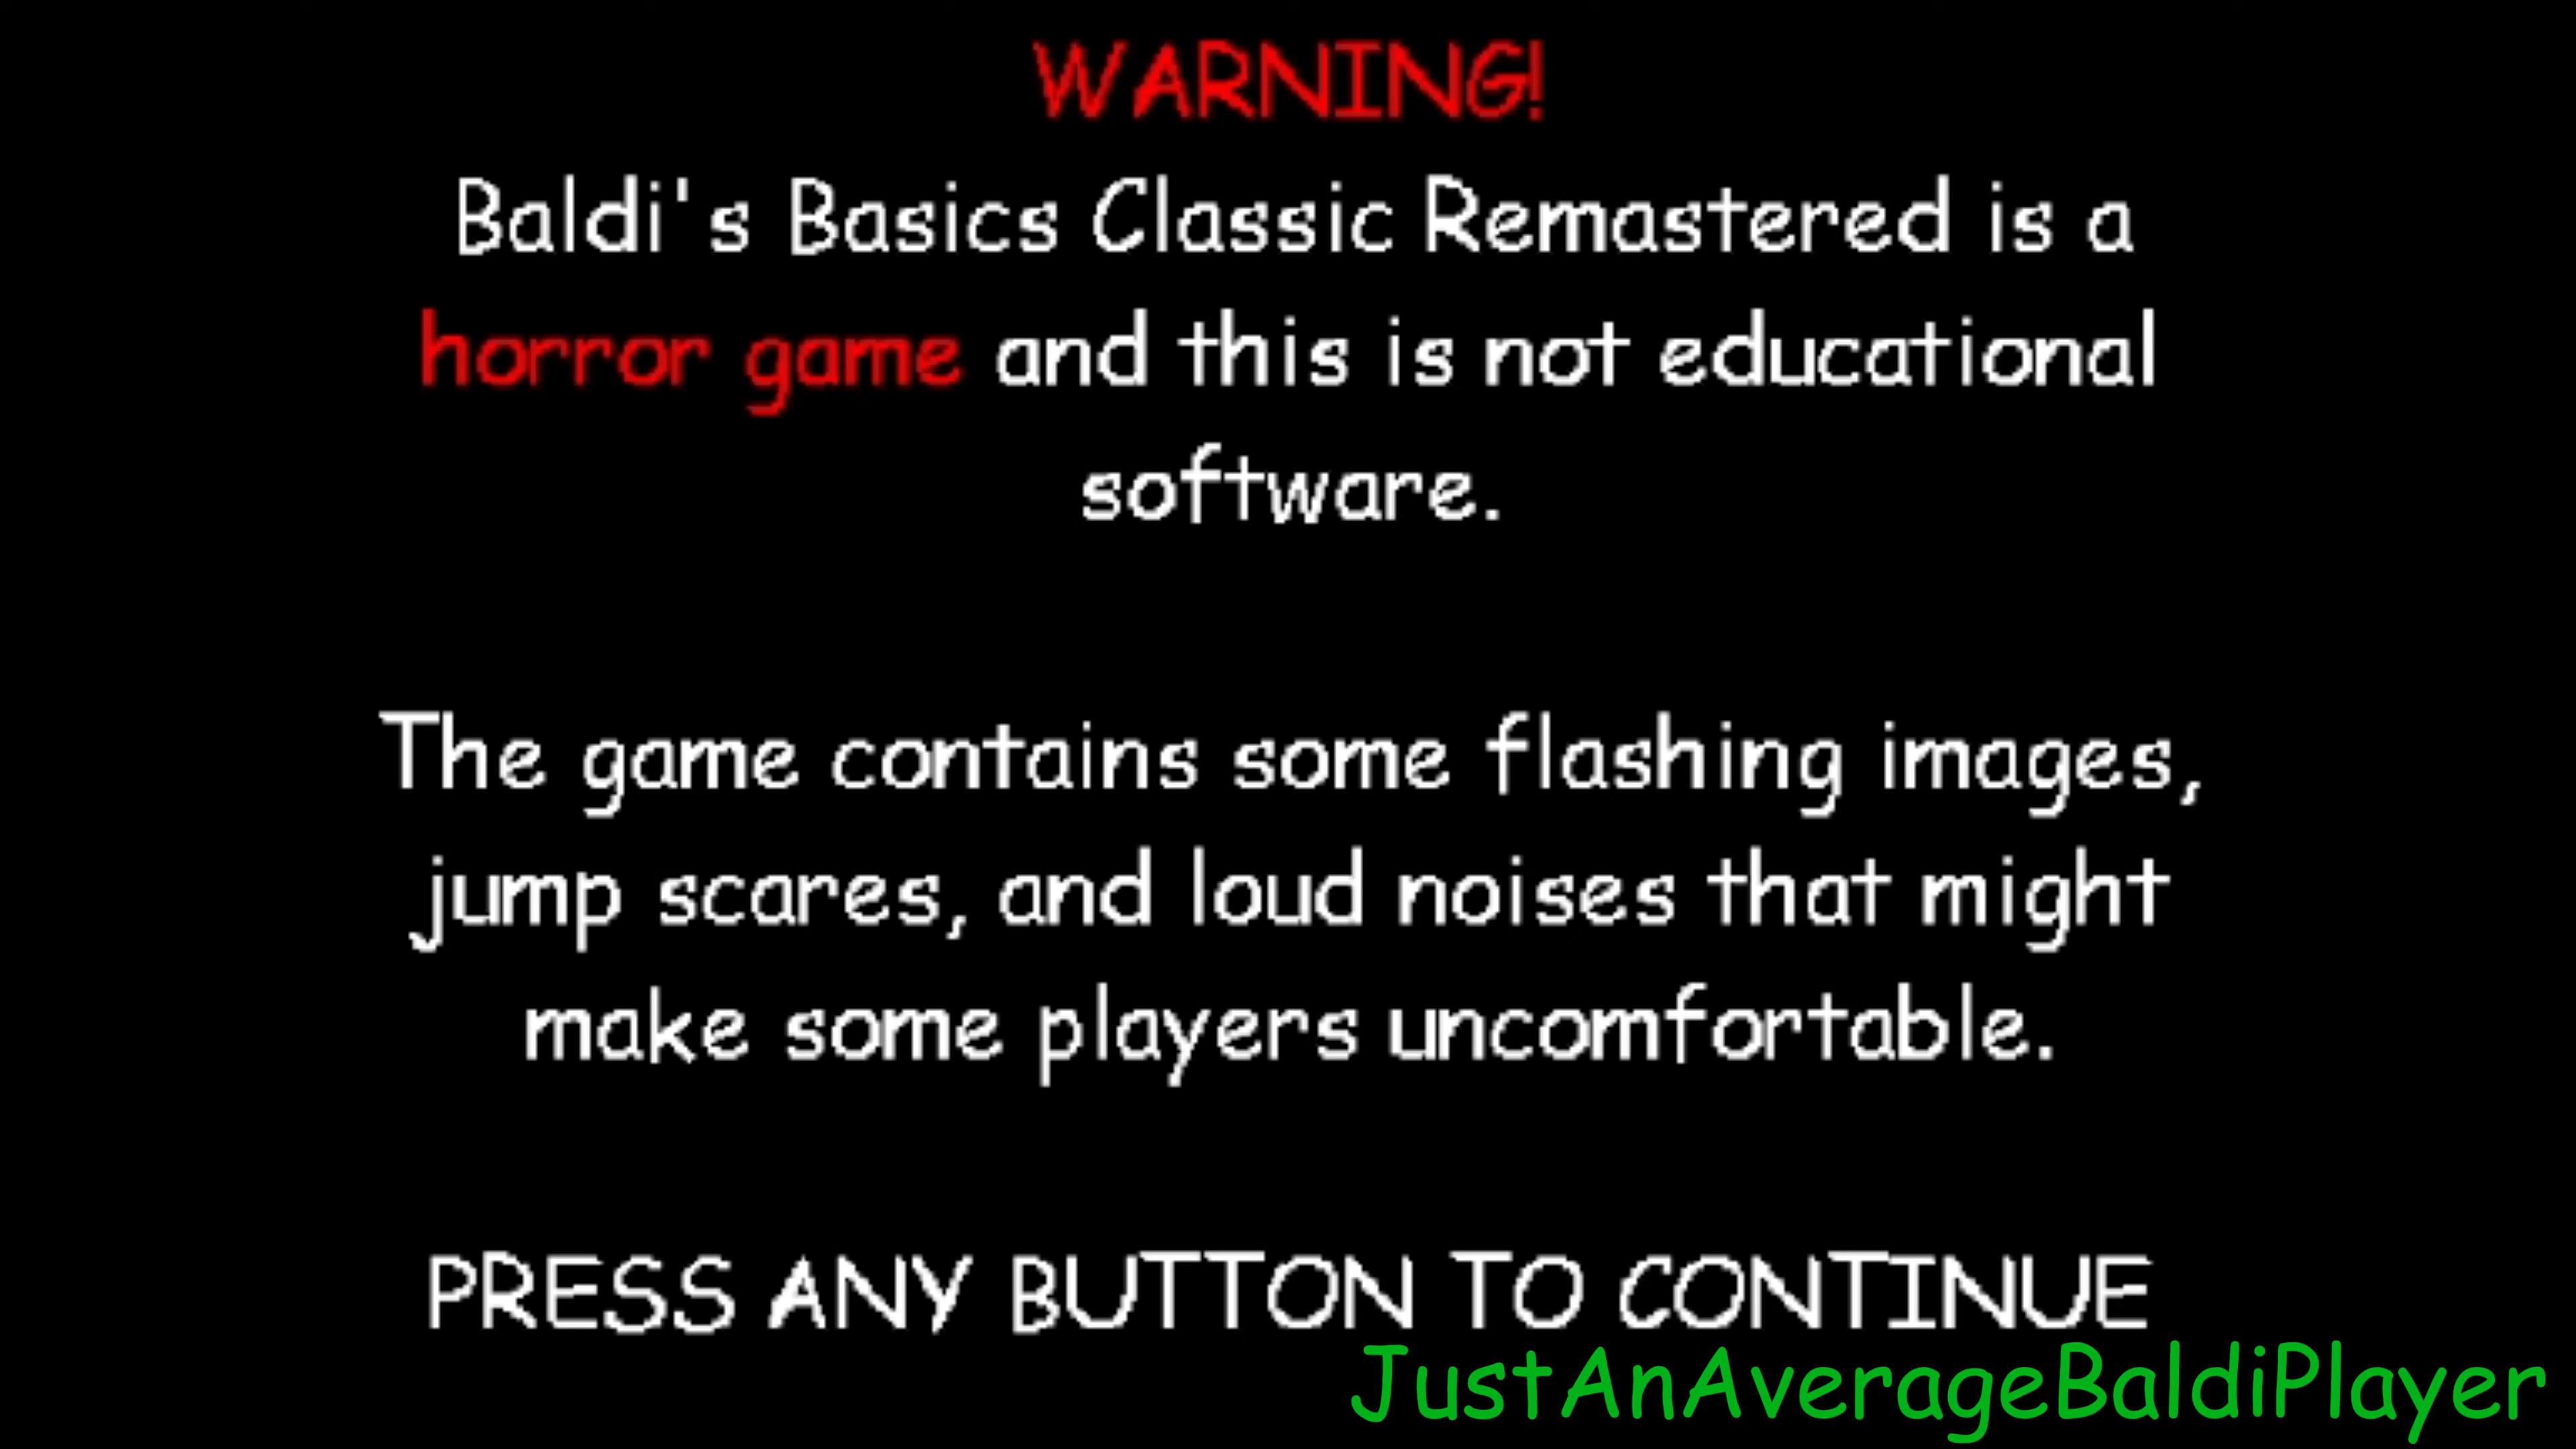 WARNING!
Baldi's Basics Classic Remastered is a
horror game and this is not educational
software.
The game contains some flashing images,
jump scares, and loud noises that might
make some players uncomfortable.
PRESS ANY BUTTON TO CONTINUE
JustAnAverageBaldiPlayer